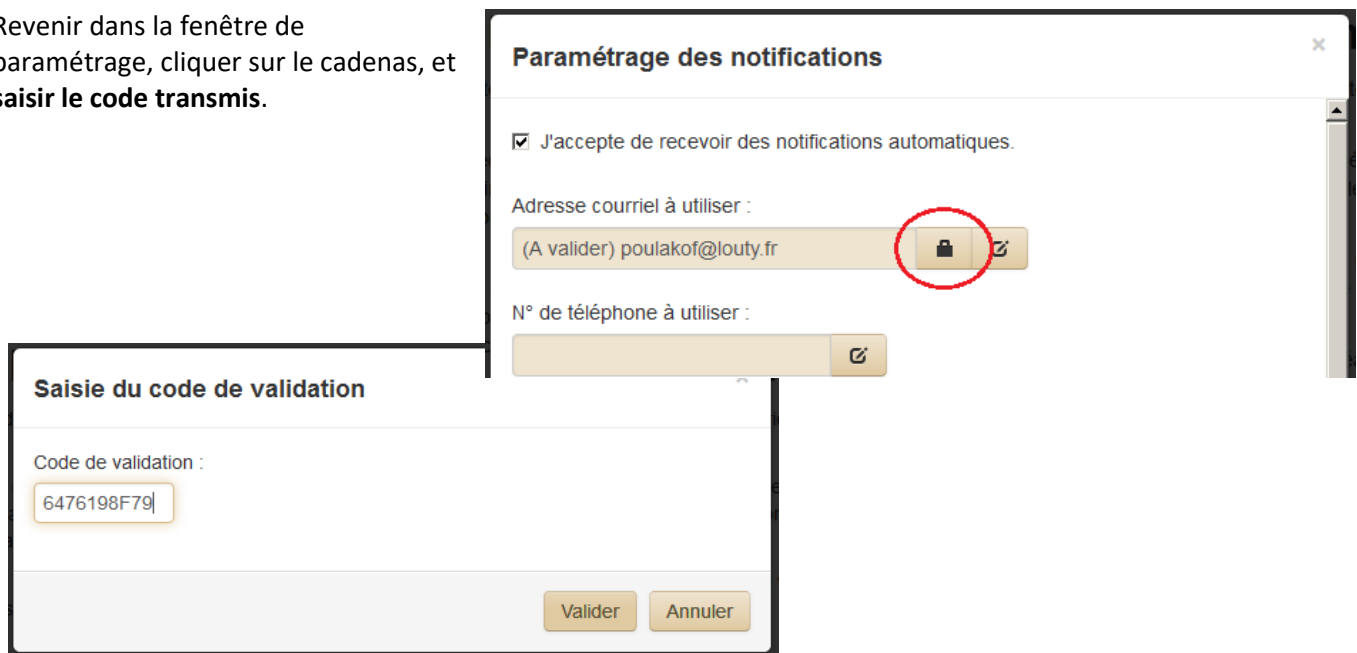 Revenir dans la fenêtre de
paramétrage, cliquer sur le cadenas, et
saisir le code transmis.
Paramétrage des notifications
×
J'accepte de recevoir des notifications automatiques.
Adresse courriel à utiliser :
(A valider) poulakof@louty.fr
N° de téléphone à utiliser :
Saisie du code de validation
Code de validation :
6476198F79
Valider Annuler